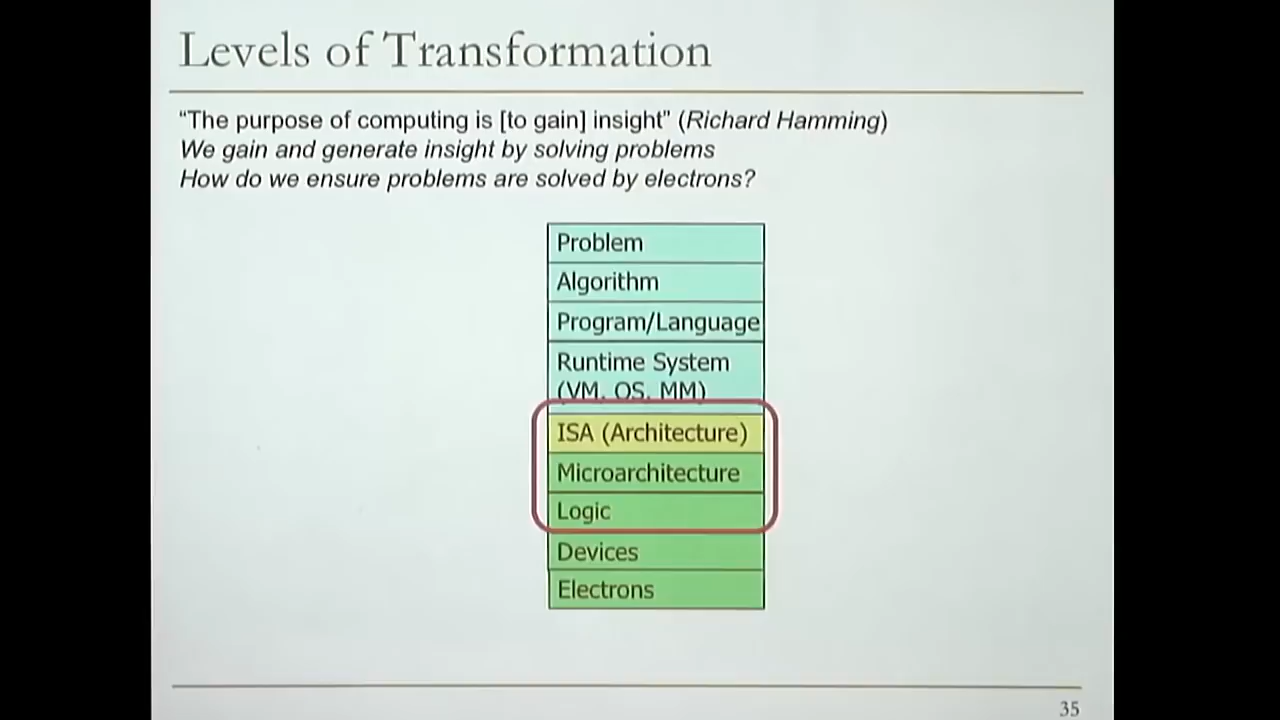 Levels of Transformation
“The purpose of computing is [to gain] insight” (Richard Hamming)
We gain and generate insight by solving problems
How do we ensure problems are solved by electrons?
Problem
Algorithm
Program/Language
Runtime System
(VM, OS, MM)
ISA (Architecture)
Microarchitecture
Logic
Devices
Electrons
35